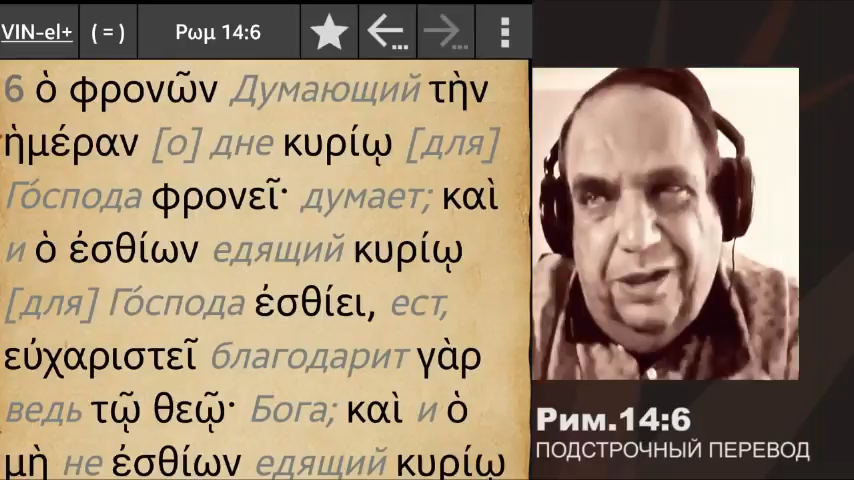 VIN-el+ ( = ) Ρωμ 14:6
6 ὁ φρονῶν Думающий τὴν
ἡμέραν [о] дне κυρίῳ [для]
Го́спода φρονεῖ· думает; καὶ
и ὁ ἐσθίων едящий κυρίῳ
[для] Го́спода ἐσθίει, ест,
εὐχαριστεῖ благодарит γὰρ
ведь τῷ θεῷ· Бога; καὶ и ὁ
μὴ не ἐσθίων едящий κυρίῳ
Рим.14:6
ПОДСТРОЧНЫЙ ПЕРЕВОД